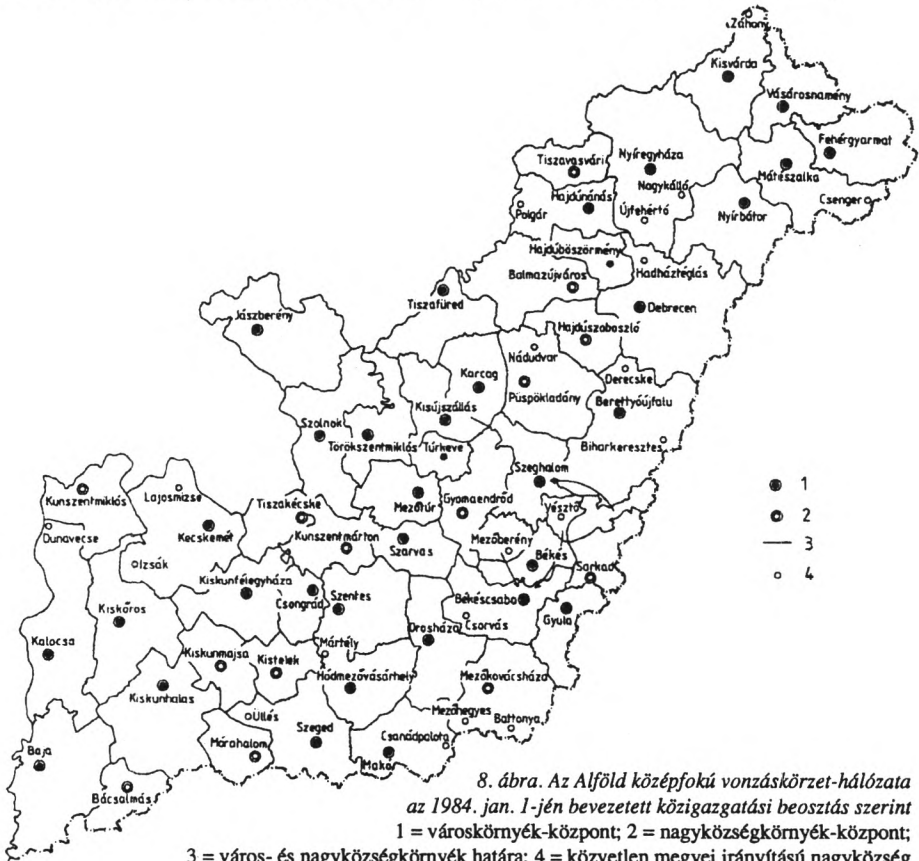 Záhony
Kisvárda
Vásárosnamény
Fehérgyarmat
Tiszavasvári
Nyíregyháza
Mátészalka
Nagykálló
Csenger
Polgár
Hajdúnánás
Újfehértó
Nyírbátor
Hajdúböszörmény
Hadháztéglás
Balmazújváros
Tiszafüred
Debrecen
Jászberény
Hajdúszoboszló
Nádudvar
Karcag
Derecske
Püspökladány
Berettyóújfalu
Kisújszállás
Szolnok
Törökszentmiklós
Túrkeve
Biharkeresztes
Szeghalom
1
Kunszentmiklós
Lajosmizse
Mezőtúr
Gyomaendrőd
Vésztő
2
Tiszakécske
Dunavecse
Kecskemét
Kunszentmárton
Szarvas
Mezőberény
3
Izsák
Békés
Sarkad
4
Kiskunfélegyháza
Csongrád
Szentes
Békéscsaba
Kiskőrös
Csorvás
Gyula
Orosháza
Kalocsa
Kiskunmajsa
Kistelek
Mártély
Kiskunhalas
Hódmezővásárhely
Mezőkovácsháza
Üllés
Mezőhegyes
Battonya
Szeged
Csanádpalota
Mórahalom
Makó
Baja
Bácsalmás
8. ábra. Az Alföld középfokú vonzáskörzet-hálózata
az 1984. jan. 1-jén bevezetett közigazgatási beosztás szerint
1 = városkörnyék-központ; 2 = nagyközségkörnyék-központ;
3 = város- és nagyközségkörnyék határa; 4 = közvetlen megyei irányítású nagyközség